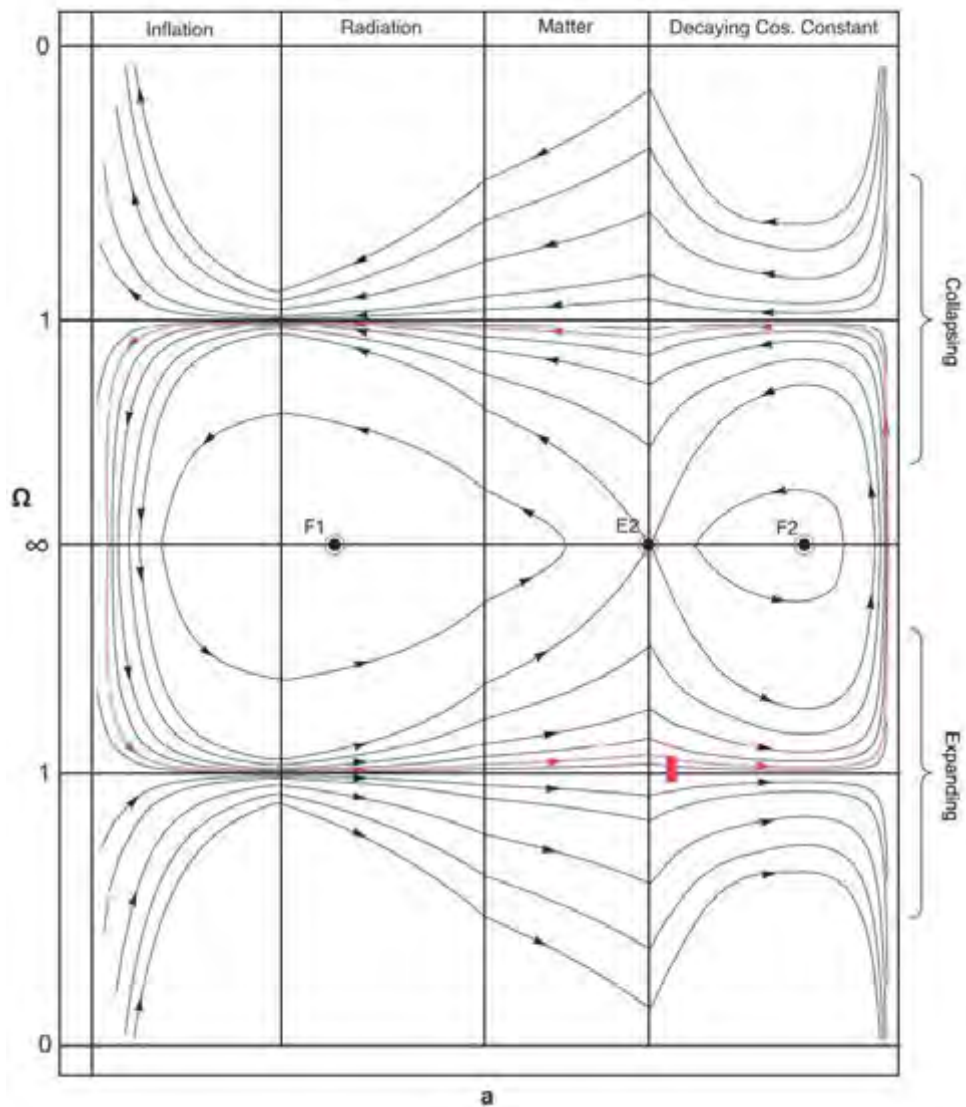 Inflation Radiation Matter Decaying Cos. Constant
0
Collapsing
1
Ω
F1 E2 F2
∞
Expanding
1
0
a